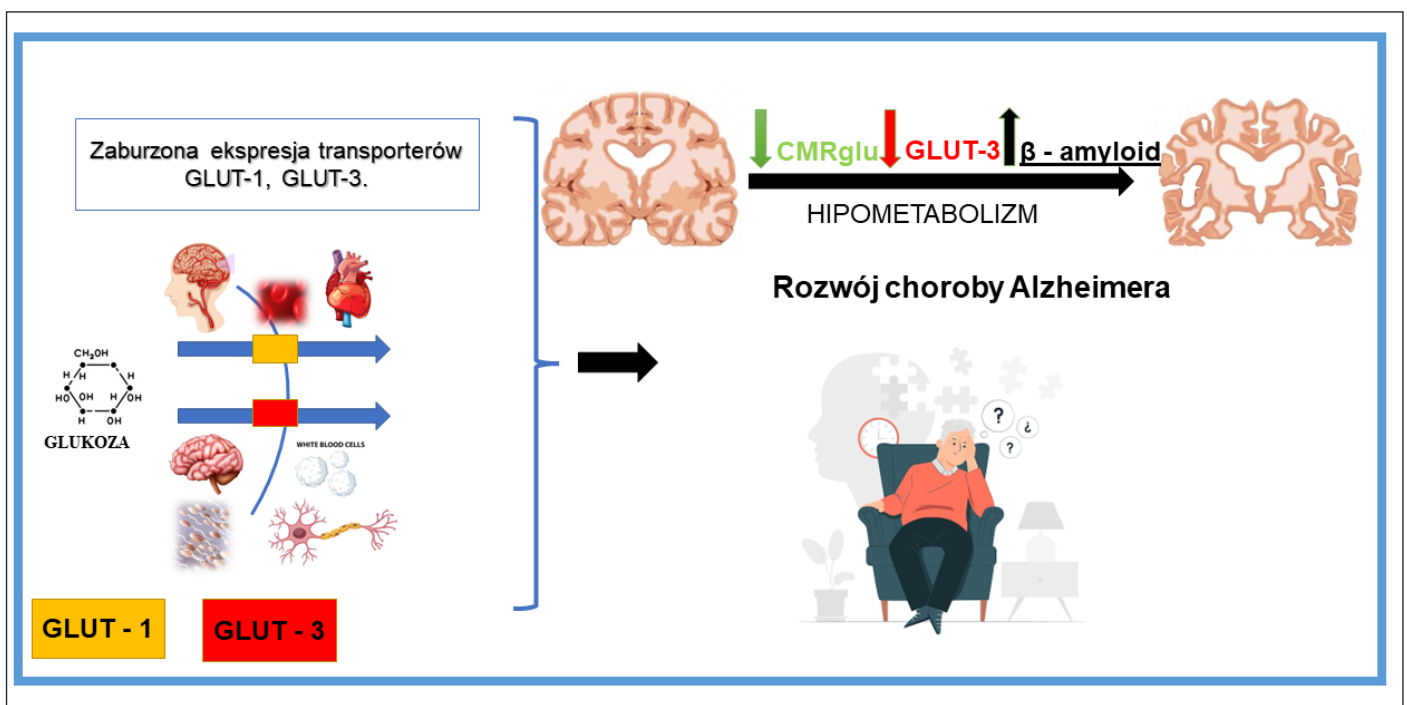 Zaburzona ekspresja transporterów
GLUT-1, GLUT-3.
CMRglu
GLUT-3
β - amyloid
HIPOMETABOLIZM
Rozwój choroby Alzheimera
CH₂OH
H
H
H
HO
OH
H
OH
H
OH
GLUKOZA
WHITE BLOOD CELLS
?
¿
?
GLUT - 1
GLUT - 3